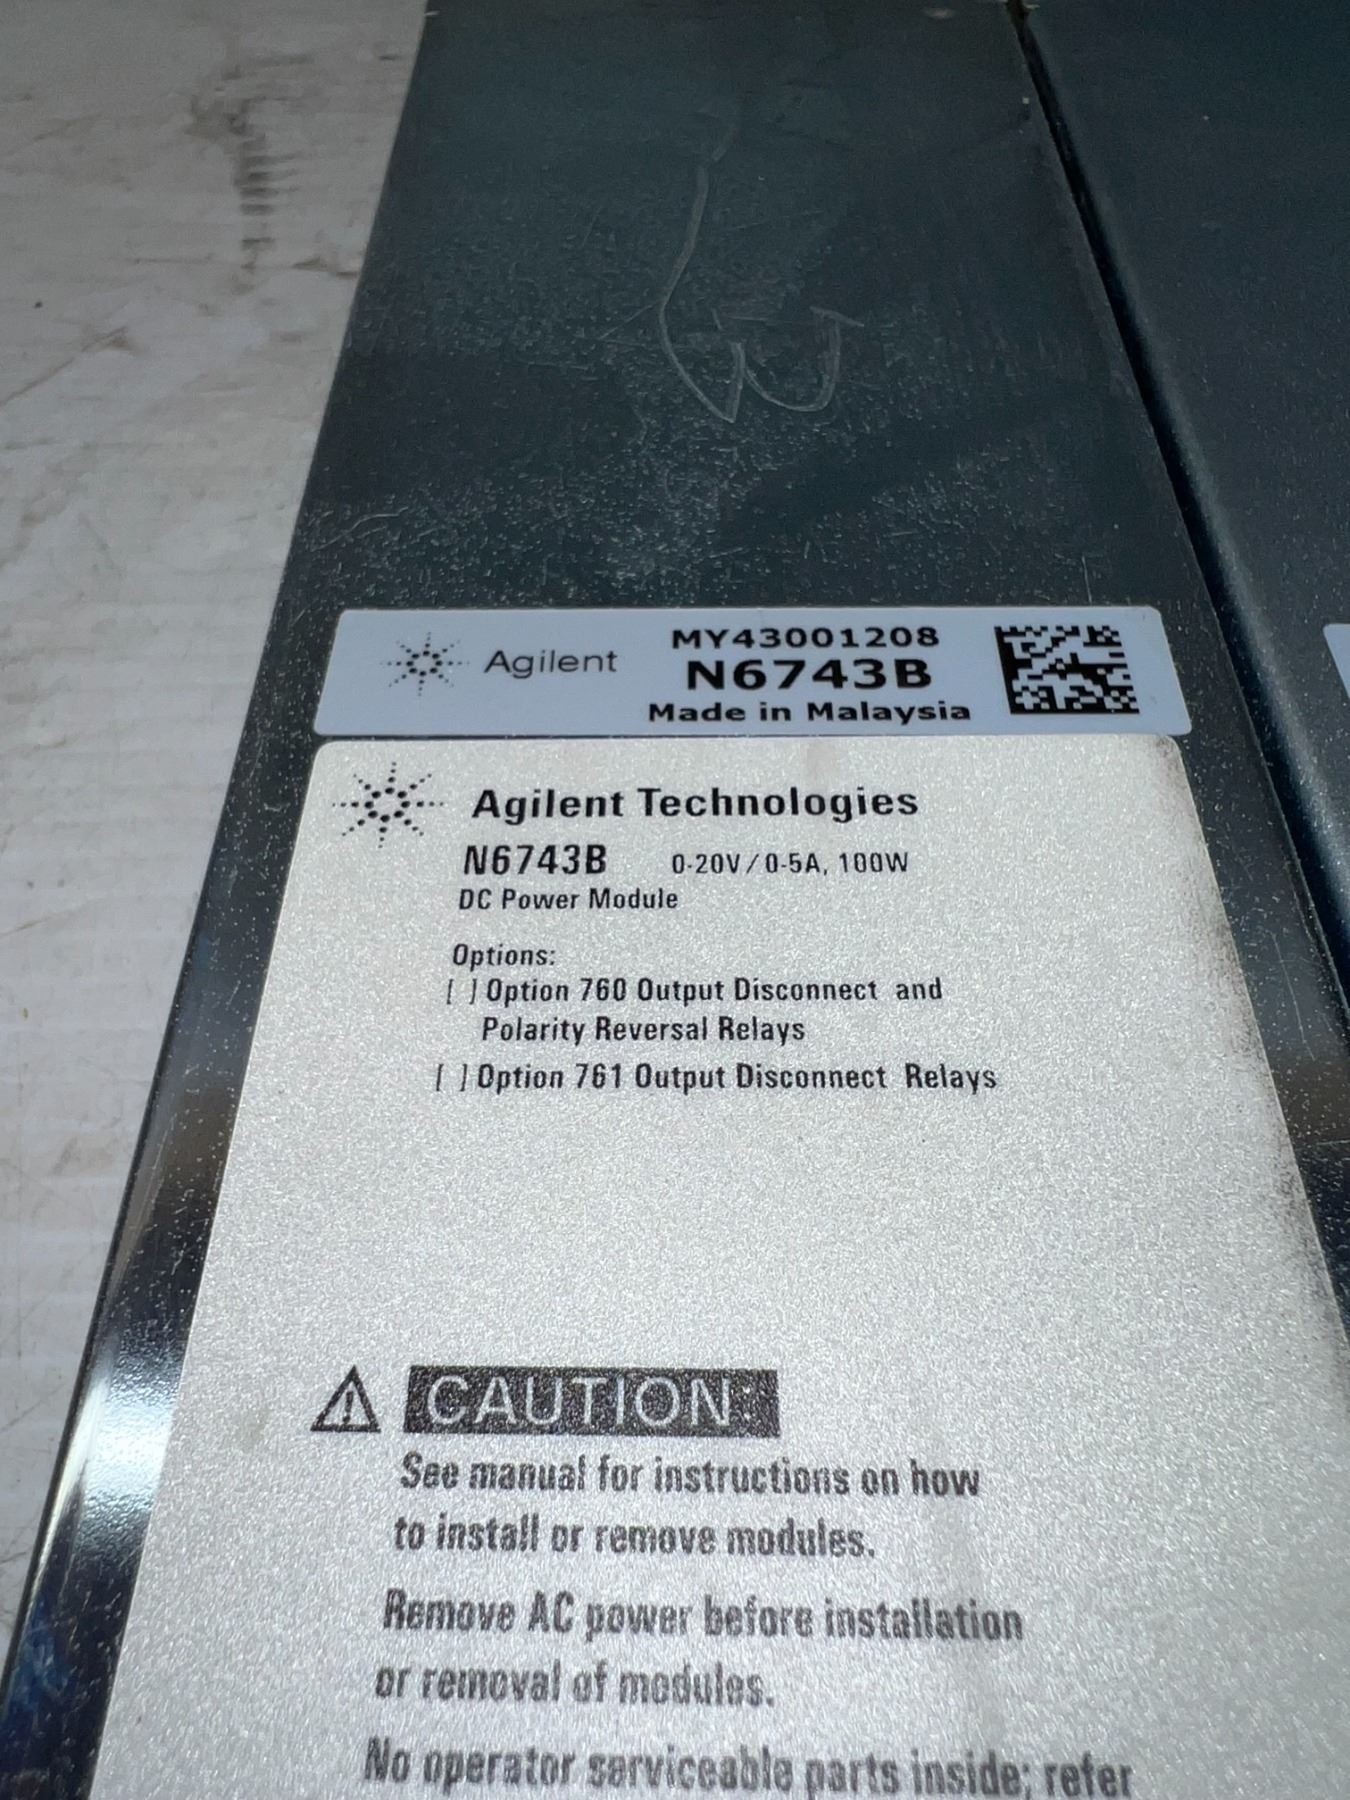 Agilent
MY43001208
N6743B
Made in Malaysia
Agilent Technologies
N6743B 0-20V/0-5A, 100W
DC Power Module
Options:
[ ] Option 760 Output Disconnect and
Polarity Reversal Relays
[ ] Option 761 Output Disconnect Relays
CAUTION:
See manual for instructions on how
to install or remove modules.
Remove AC power before installation
or removal of modules.
No operator serviceable parts inside; refer